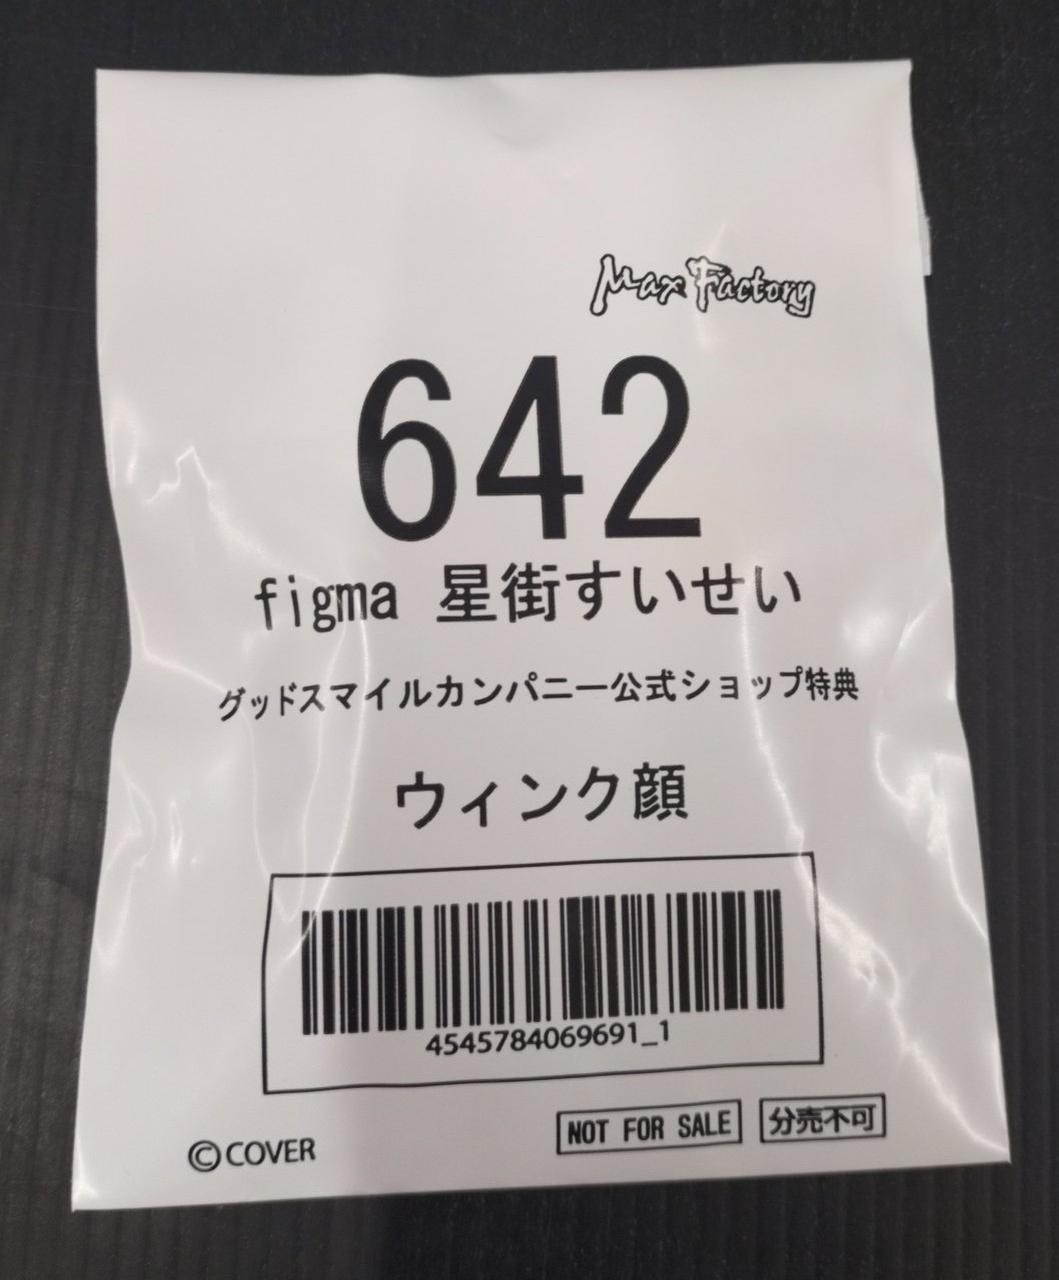 Max Factory
642
figma 星街すいせい
グッドスマイルカンパニー公式ショップ特典
ウィンク顔
4545784069691_1
NOT FOR SALE 分売不可
©COVER